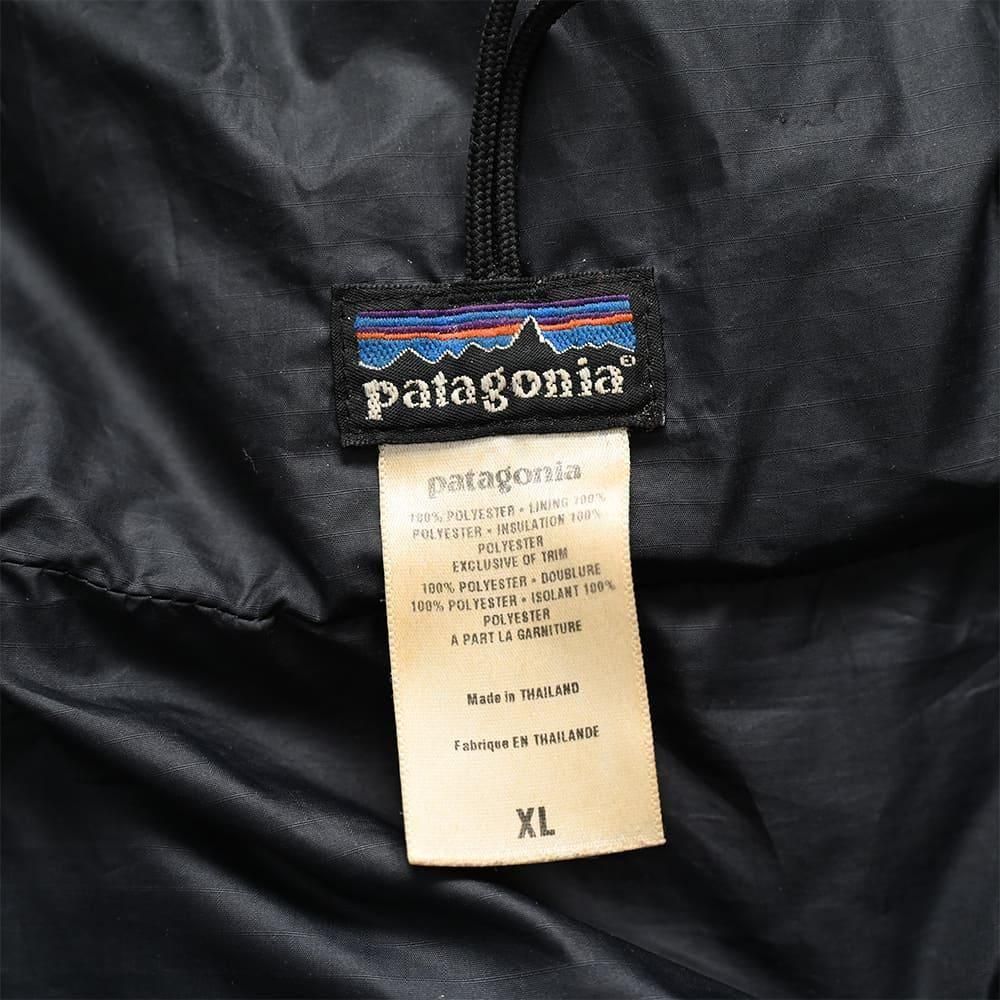 patagonia®
patagonia
100% POLYESTER • LINING 100%
POLYESTER • INSULATION 100%
POLYESTER
EXCLUSIVE OF TRIM
100% POLYESTER • DOUBLURE
100% POLYESTER • ISOLANT 100%
POLYESTER
A PART LA GARNITURE
Made in THAILAND
Fabrique EN THAILANDE
XL